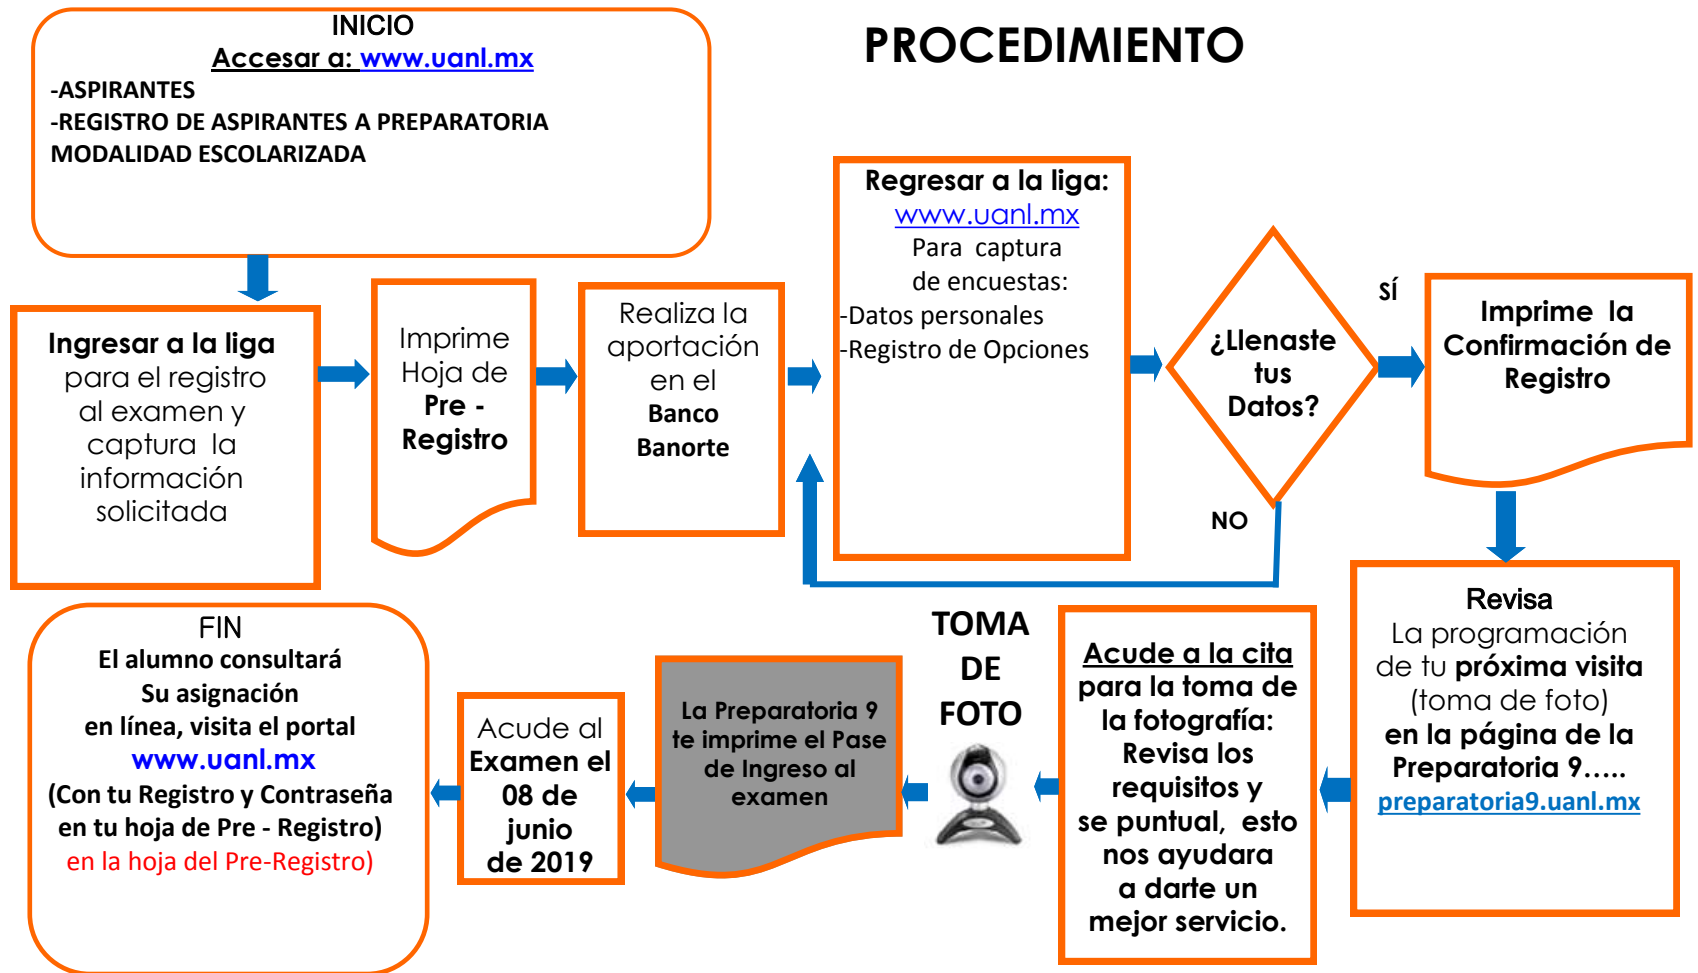 PROCEDIMIENTO
INICIO
Accesar a: www.uanl.mx
-ASPIRANTES
-REGISTRO DE ASPIRANTES A PREPARATORIA
MODALIDAD ESCOLARIZADA
Ingresar a la liga
para el registro
al examen y
captura la
información
solicitada
Imprime
Hoja de
Pre -
Registro
Realiza la
aportación
en el
Banco
Banorte
Regresar a la liga:
www.uanl.mx
Para captura
de encuestas:
-Datos personales
-Registro de Opciones
¿Llenaste
tus
Datos?
SÍ
NO
Imprime la
Confirmación de
Registro
Revisa
La programación
de tu próxima visita
(toma de foto)
en la página de la
Preparatoria 9.....
preparatoria9.uanl.mx
Acude a la cita
para la toma de
la fotografía:
Revisa los
requisitos y
se puntual, esto
nos ayudara
a darte un
mejor servicio.
TOMA
DE
FOTO
La Preparatoria 9
te imprime el Pase
de Ingreso al
examen
Acude al
Examen el
08 de
junio
de 2019
FIN
El alumno consultará
Su asignación
en línea, visita el portal
www.uanl.mx
(Con tu Registro y Contraseña
en tu hoja de Pre - Registro)
en la hoja del Pre-Registro)